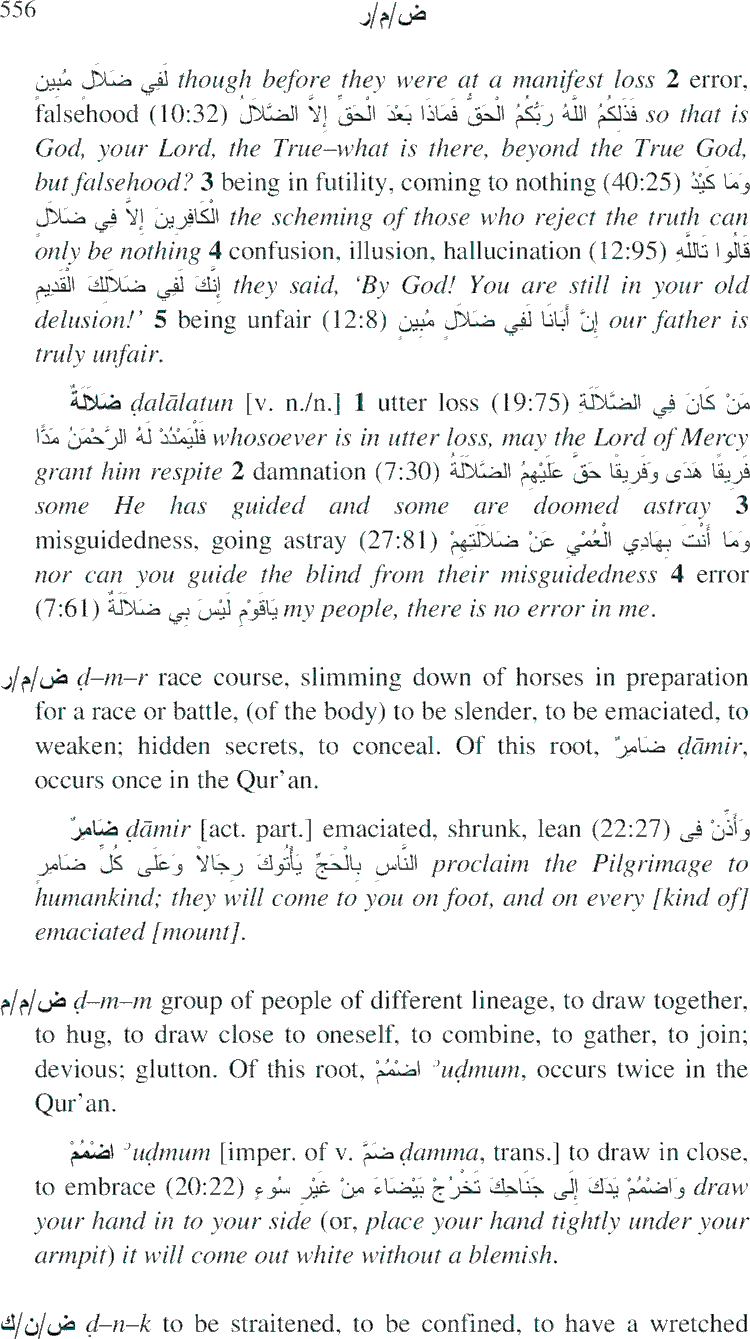 556 ض/م/ر
لَفِي ضَلَالٍ مُبِينٍ though before they were at a manifest loss 2 error,
falsehood (10:32) فَذَلِكُمُ اللَّهُ رَبُّكُمُ الْحَقُّ فَمَاذَا بَعْدَ الْحَقِّ إِلاَّ الضَّلَالُ so that is
God, your Lord, the True–what is there, beyond the True God,
but falsehood? 3 being in futility, coming to nothing (40:25) وَمَا كَيْدُ
الْكَافِرِينَ إِلاَّ فِي ضَلَالٍ the scheming of those who reject the truth can
only be nothing 4 confusion, illusion, hallucination (12:95) قَالُوا تَاللَّهِ
إِنَّكَ لَفِي ضَلَالِكَ الْقَدِيمِ they said, ‘By God! You are still in your old
delusion!’ 5 being unfair (12:8) إِنَّ أَبَانَا لَفِي ضَلَالٍ مُبِينٍ our father is
truly unfair.
ضَلَالَةٌ ḍalālatun [v. n./n.] 1 utter loss (19:75) مَنْ كَانَ فِي الضَّلَالَةِ
فَلْيَمْدُدْ لَهُ الرَّحْمَنُ مَدًّا whosoever is in utter loss, may the Lord of Mercy
grant him respite 2 damnation (7:30) فَرِيقًا هَدَى وَفَرِيقًا حَقَّ عَلَيْهِمُ الضَّلَالَةُ
some He has guided and some are doomed astray 3
misguidedness, going astray (27:81) وَمَا أَنْتَ بِهَادِي الْعُمْيِ عَنْ ضَلَالَتِهِمْ
nor can you guide the blind from their misguidedness 4 error
(7:61) يَاقَوْمِ لَيْسَ بِي ضَلَالَةٌ my people, there is no error in me.
ض/م/ر ḍ–m–r race course, slimming down of horses in preparation
for a race or battle, (of the body) to be slender, to be emaciated, to
weaken; hidden secrets, to conceal. Of this root, ضَامِرٌ ḍāmir,
occurs once in the Qur’an.
ضَامِرٌ ḍāmir [act. part.] emaciated, shrunk, lean (22:27) وَأَذِّنْ فِى
النَّاسِ بِالْحَجِّ يَأْتُوكَ رِجَالاً وَعَلَى كُلِّ ضَامِرٍ proclaim the Pilgrimage to
humankind; they will come to you on foot, and on every [kind of]
emaciated [mount].
ض/م/م ḍ–m–m group of people of different lineage, to draw together,
to hug, to draw close to oneself, to combine, to gather, to join;
devious; glutton. Of this root, اضْمُمْ ʾuḍmum, occurs twice in the
Qur’an.
اضْمُمْ ʾuḍmum [imper. of v. ضَمَّ ḍamma, trans.] to draw in close,
to embrace (20:22) وَاضْمُمْ يَدَكَ إِلَى جَنَاحِكَ تَخْرُجْ بَيْضَاءَ مِنْ غَيْرِ سُوءٍ draw
your hand in to your side (or, place your hand tightly under your
armpit) it will come out white without a blemish.
ض/ن/ك ḍ–n–k to be straitened, to be confined, to have a wretched